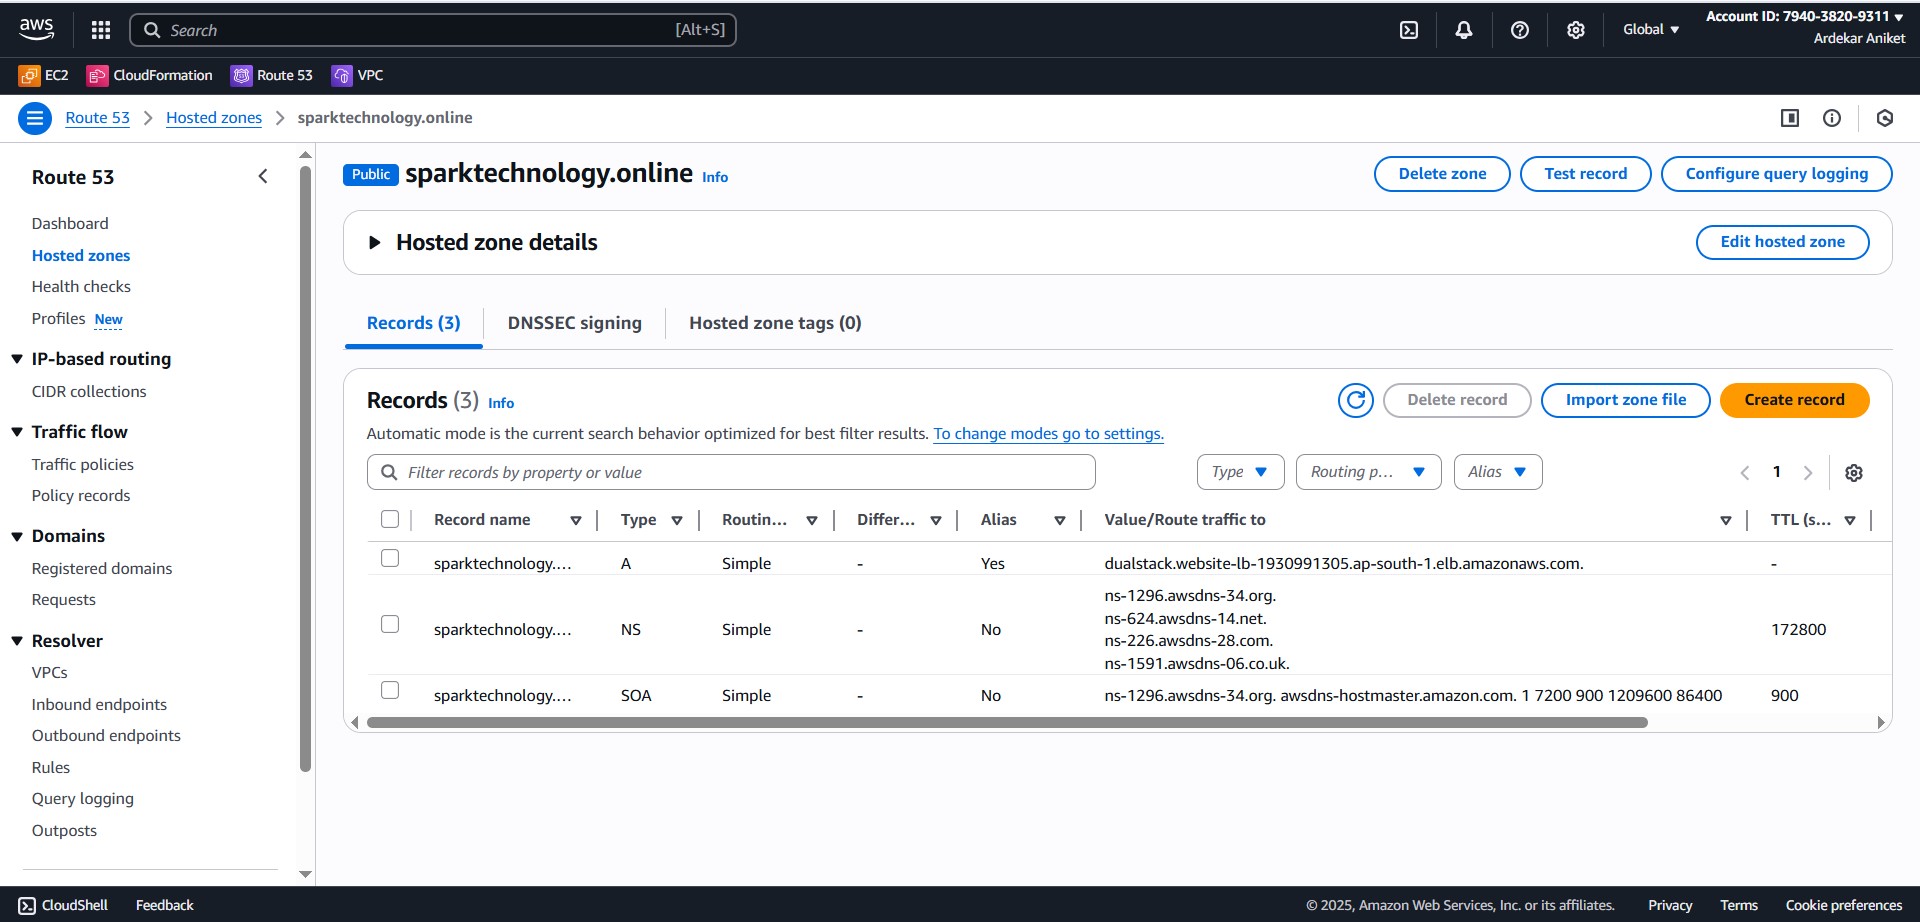 aws
Search
[Alt+S]
Global ▼
Account ID: 7940-3820-9311 ▼
Ardekar Aniket
EC2
CloudFormation
Route 53
VPC
Route 53 > Hosted zones > sparktechnology.online
Route 53
Dashboard
Hosted zones
Health checks
Profiles New
IP-based routing
CIDR collections
Traffic flow
Traffic policies
Policy records
Domains
Registered domains
Requests
Resolver
VPCs
Inbound endpoints
Outbound endpoints
Rules
Query logging
Outposts
Public sparktechnology.online Info
Delete zone
Test record
Configure query logging
Hosted zone details
Edit hosted zone
Records (3)
DNSSEC signing
Hosted zone tags (0)
Records (3) Info
Delete record
Import zone file
Create record
Automatic mode is the current search behavior optimized for best filter results. To change modes go to settings.
Filter records by property or value
Type
Routing p...
Alias
1
Record name Type Routin... Differ... Alias Value/Route traffic to TTL (s...
sparktechnology.... A Simple - Yes dualstack.website-lb-1930991305.ap-south-1.elb.amazonaws.com. -
sparktechnology.... NS Simple - No ns-1296.awsdns-34.org.
ns-624.awsdns-14.net.
ns-226.awsdns-28.com.
ns-1591.awsdns-06.co.uk.
172800
sparktechnology.... SOA Simple - No ns-1296.awsdns-34.org. awsdns-hostmaster.amazon.com. 1 7200 900 1209600 86400 900
CloudShell
Feedback
© 2025, Amazon Web Services, Inc. or its affiliates.
Privacy
Terms
Cookie preferences